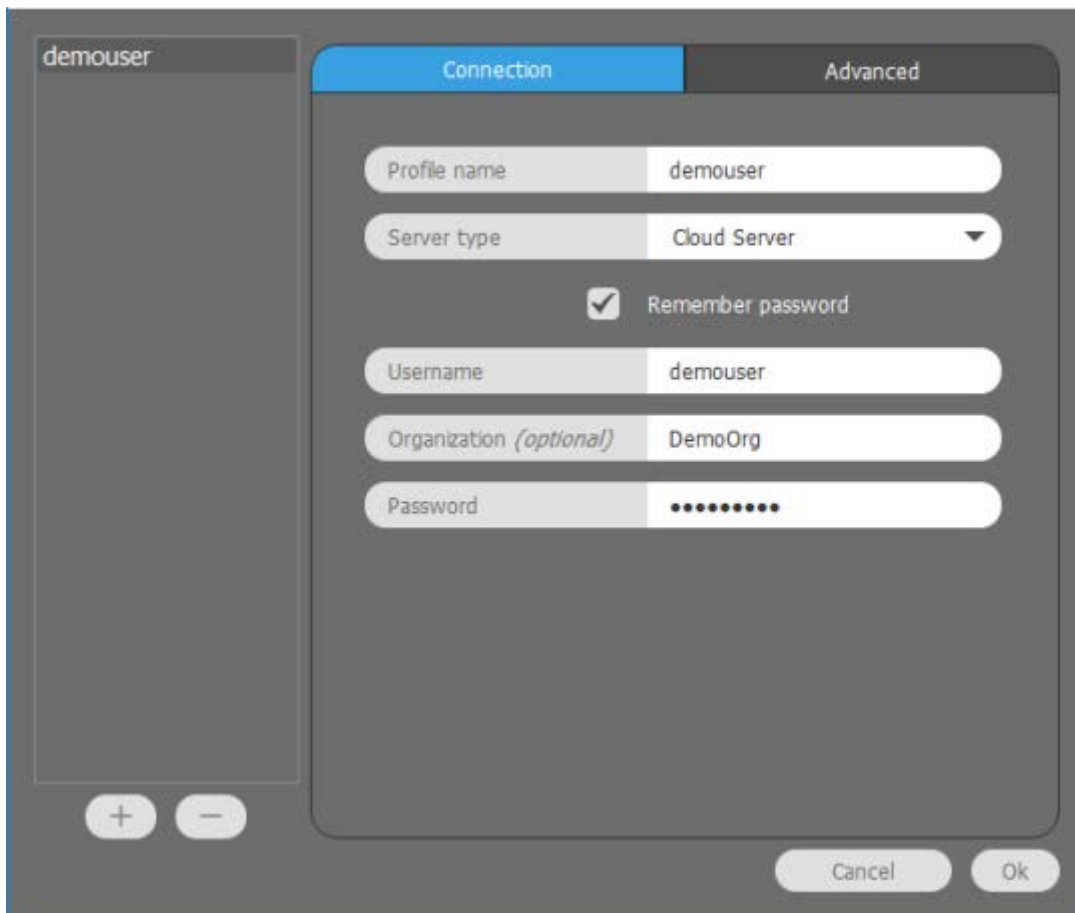 demouser
Connection Advanced
Profile name demouser
Server type Cloud Server
Remember password
Username demouser
Organization (optional) DemoOrg
Password •••••••••
+ −
Cancel Ok